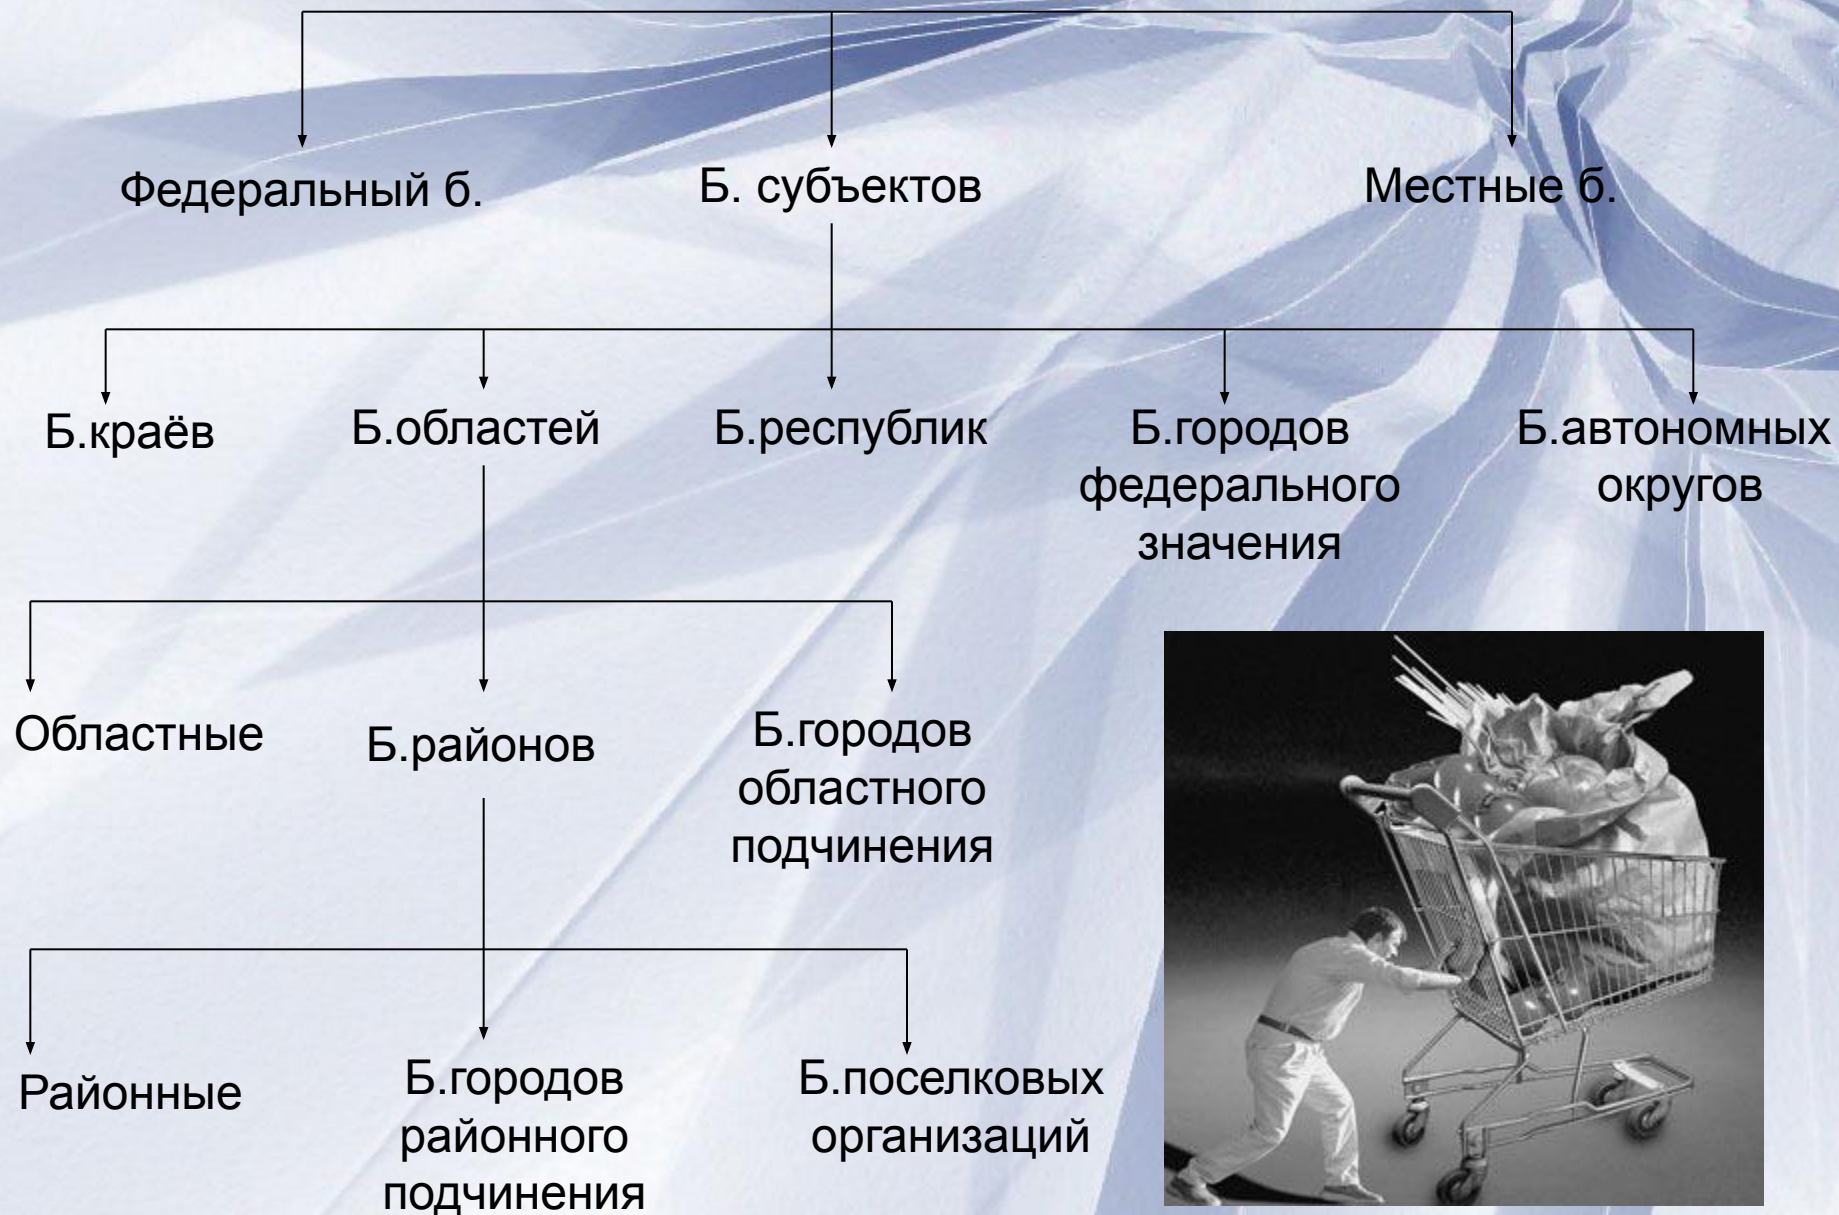 Федеральный б.
Б. субъектов
Местные б.
Б.краёв
Б.областей
Б.республик
Б.городов
федерального
значения
Б.автономных
округов
Областные
Б.районов
Б.городов
областного
подчинения
Районные
Б.городов
районного
подчинения
Б.поселковых
организаций